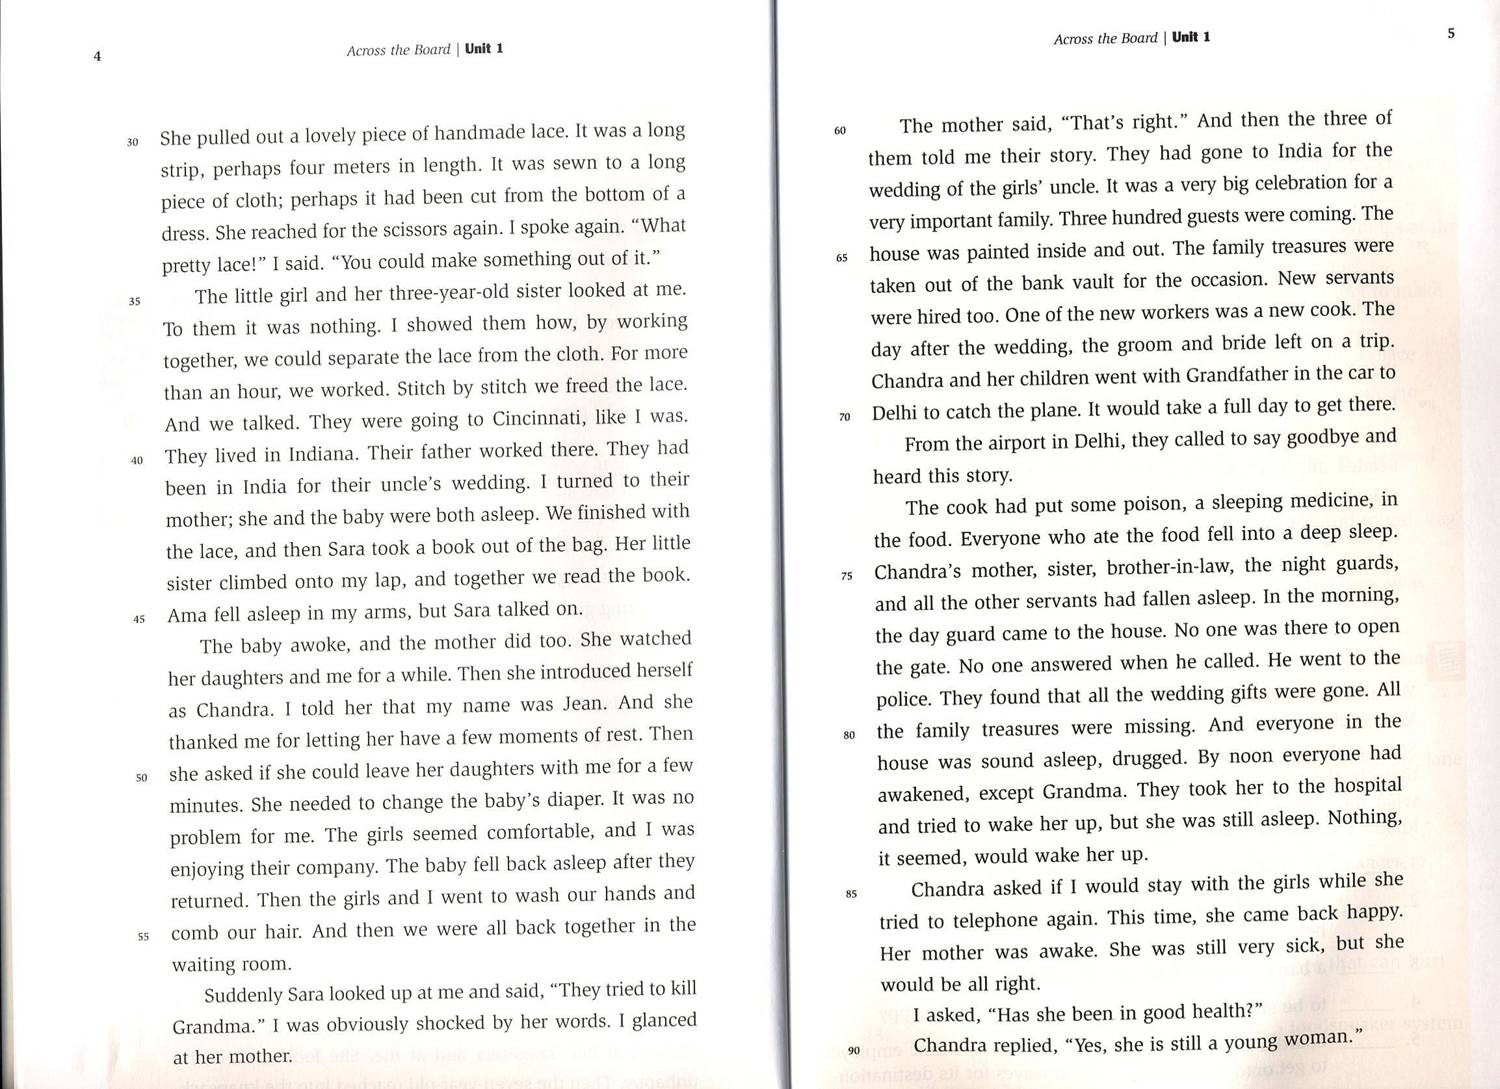 4
Across the Board | Unit 1
30 She pulled out a lovely piece of handmade lace. It was a long
strip, perhaps four meters in length. It was sewn to a long
piece of cloth; perhaps it had been cut from the bottom of a
dress. She reached for the scissors again. I spoke again. “What
pretty lace!” I said. “You could make something out of it.”
35 The little girl and her three-year-old sister looked at me.
To them it was nothing. I showed them how, by working
together, we could separate the lace from the cloth. For more
than an hour, we worked. Stitch by stitch we freed the lace.
And we talked. They were going to Cincinnati, like I was.
40 They lived in Indiana. Their father worked there. They had
been in India for their uncle’s wedding. I turned to their
mother; she and the baby were both asleep. We finished with
the lace, and then Sara took a book out of the bag. Her little
sister climbed onto my lap, and together we read the book.
45 Ama fell asleep in my arms, but Sara talked on.
The baby awoke, and the mother did too. She watched
her daughters and me for a while. Then she introduced herself
as Chandra. I told her that my name was Jean. And she
thanked me for letting her have a few moments of rest. Then
50 she asked if she could leave her daughters with me for a few
minutes. She needed to change the baby’s diaper. It was no
problem for me. The girls seemed comfortable, and I was
enjoying their company. The baby fell back asleep after they
returned. Then the girls and I went to wash our hands and
55 comb our hair. And then we were all back together in the
waiting room.
Suddenly Sara looked up at me and said, “They tried to kill
Grandma.” I was obviously shocked by her words. I glanced
at her mother.
Across the Board | Unit 1
5
60 The mother said, “That’s right.” And then the three of
them told me their story. They had gone to India for the
wedding of the girls’ uncle. It was a very big celebration for a
very important family. Three hundred guests were coming. The
65 house was painted inside and out. The family treasures were
taken out of the bank vault for the occasion. New servants
were hired too. One of the new workers was a new cook. The
day after the wedding, the groom and bride left on a trip.
Chandra and her children went with Grandfather in the car to
70 Delhi to catch the plane. It would take a full day to get there.
From the airport in Delhi, they called to say goodbye and
heard this story.
The cook had put some poison, a sleeping medicine, in
the food. Everyone who ate the food fell into a deep sleep.
75 Chandra’s mother, sister, brother-in-law, the night guards,
and all the other servants had fallen asleep. In the morning,
the day guard came to the house. No one was there to open
the gate. No one answered when he called. He went to the
police. They found that all the wedding gifts were gone. All
80 the family treasures were missing. And everyone in the
house was sound asleep, drugged. By noon everyone had
awakened, except Grandma. They took her to the hospital
and tried to wake her up, but she was still asleep. Nothing,
it seemed, would wake her up.
85 Chandra asked if I would stay with the girls while she
tried to telephone again. This time, she came back happy.
Her mother was awake. She was still very sick, but she
would be all right.
I asked, “Has she been in good health?”
90 Chandra replied, “Yes, she is still a young woman.”